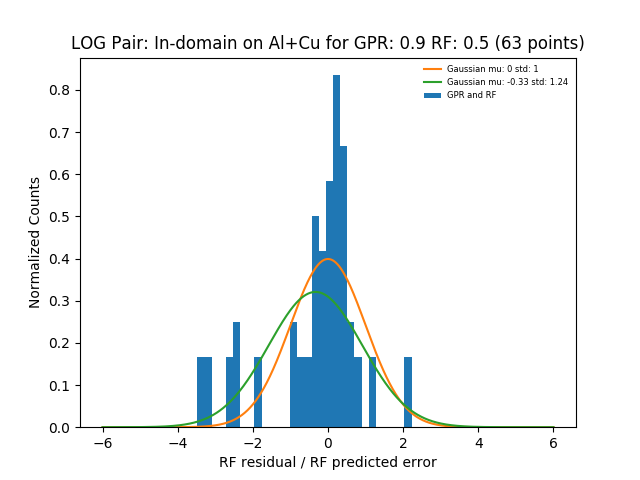 LOG Pair: In-domain on Al+Cu for GPR: 0.9 RF: 0.5 (63 points)
Gaussian mu: 0 std: 1
Gaussian mu: -0.33 std: 1.24
GPR and RF
Normalized Counts
0.8
0.7
0.6
0.5
0.4
0.3
0.2
0.1
0.0
−6 −4 −2 0 2 4 6
RF residual / RF predicted error